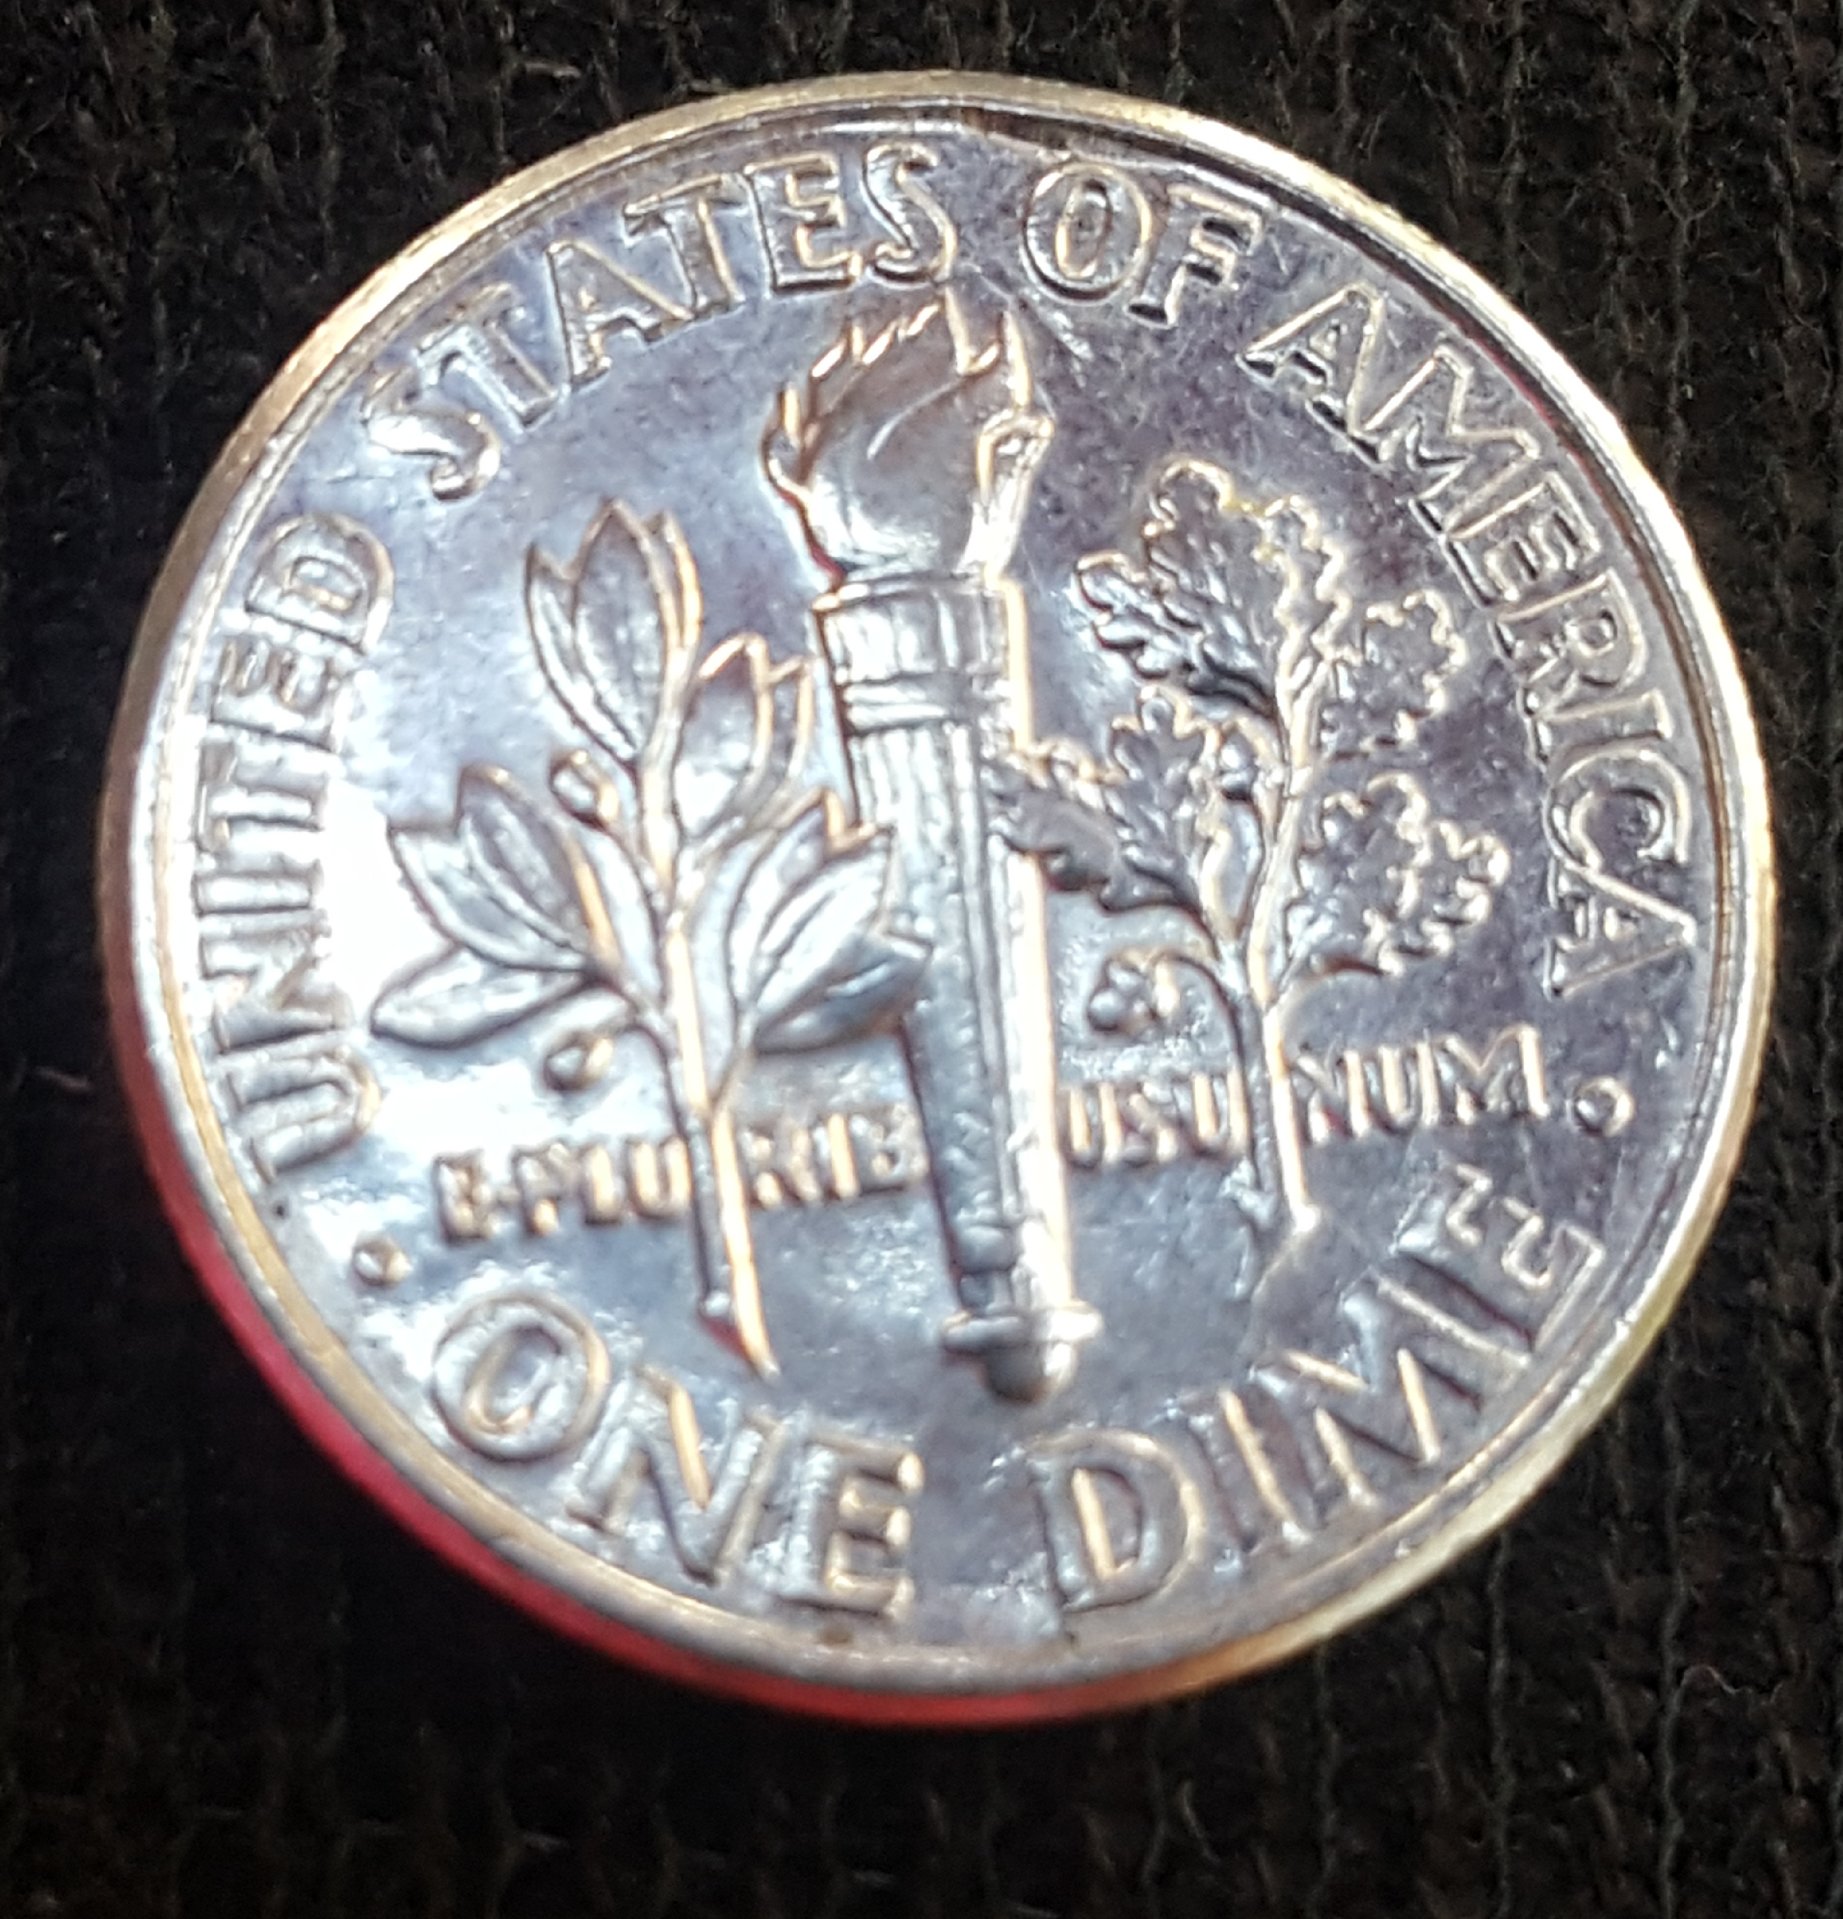 UNITED STATES OF AMERICA
E·PLURIBUS·UNUM
· ONE DIME ·